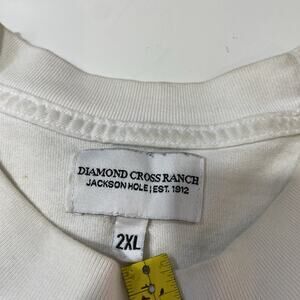 DIAMOND CROSS RANCH
JACKSON HOLE | EST. 1912
2XL